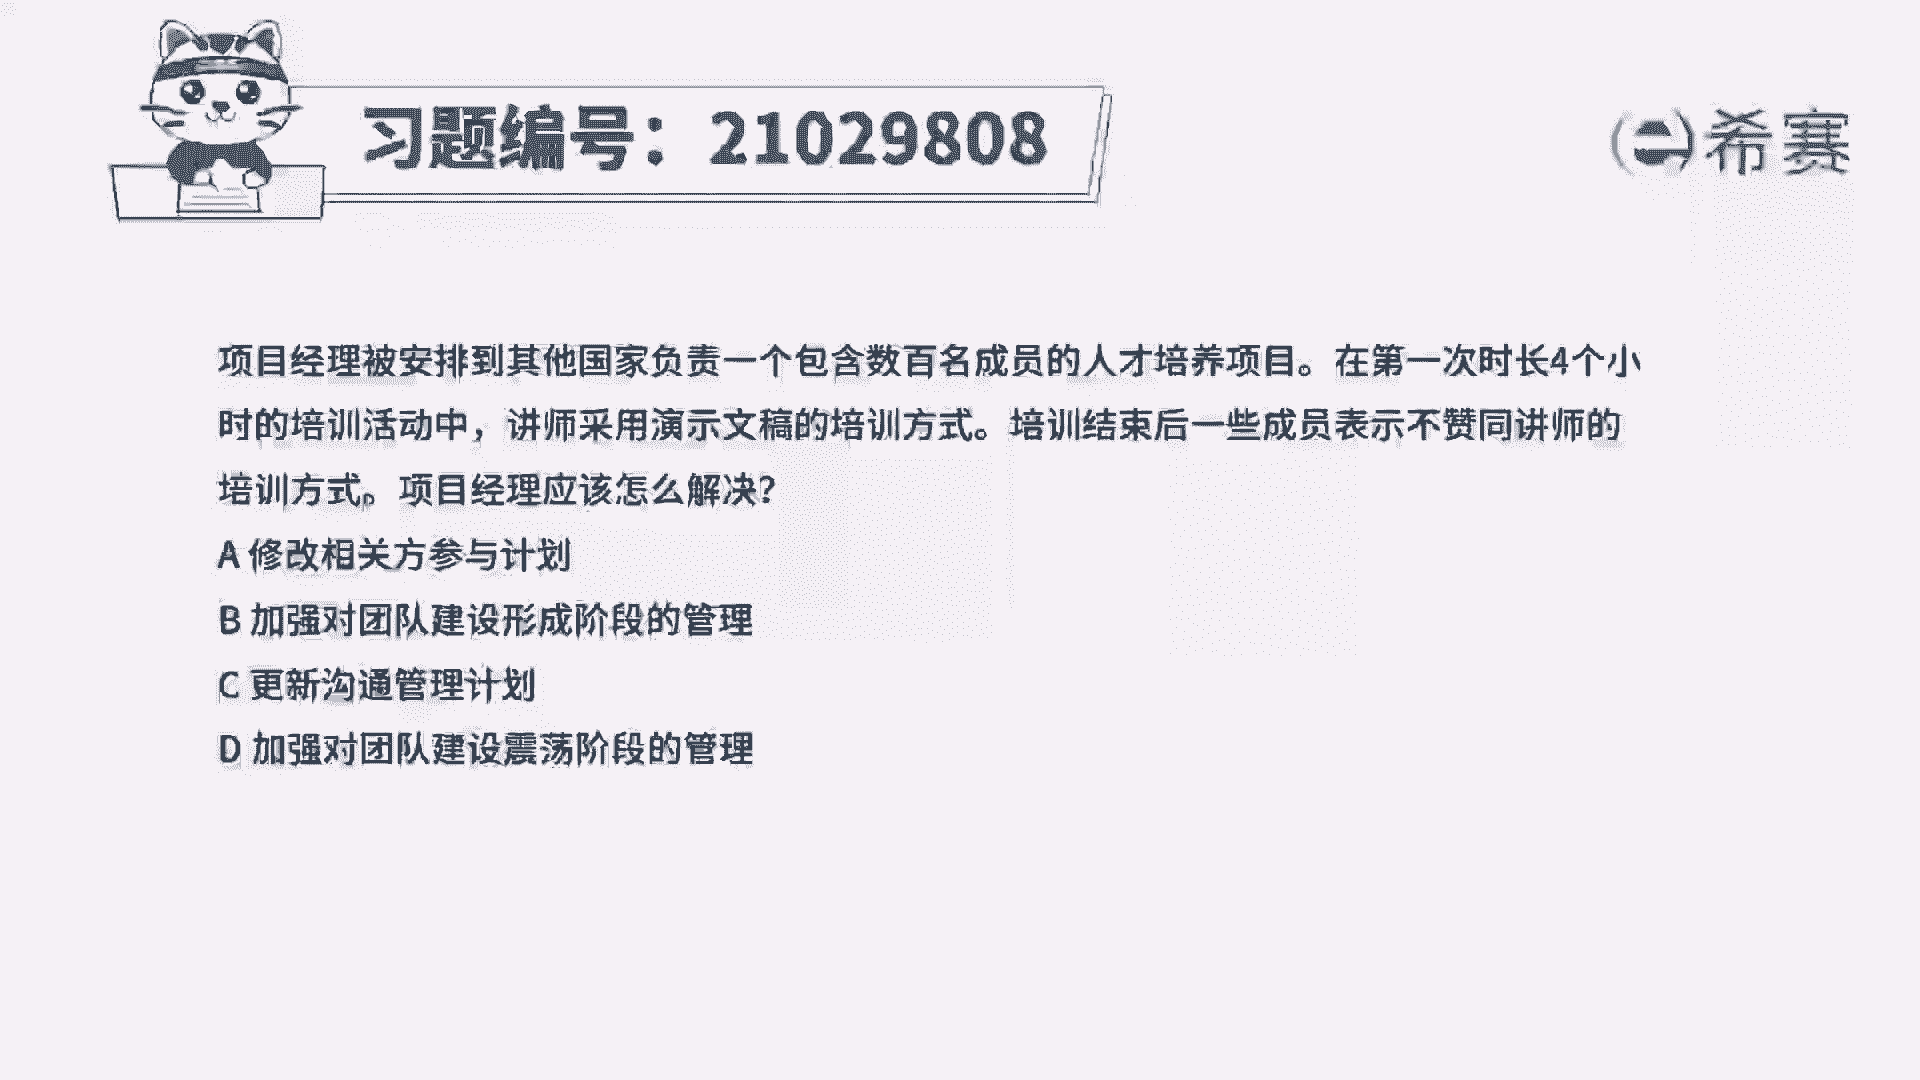 习题编号：21029808
希赛
项目经理被安排到其他国家负责一个包含数百名成员的人才培养项目。在第一次时长4个小
时的培训活动中，讲师采用演示文稿的培训方式。培训结束后一些成员表示不赞同讲师的
培训方式。项目经理应该怎么解决？
A 修改相关方参与计划
B 加强对团队建设形成阶段的管理
C 更新沟通管理计划
D 加强对团队建设震荡阶段的管理